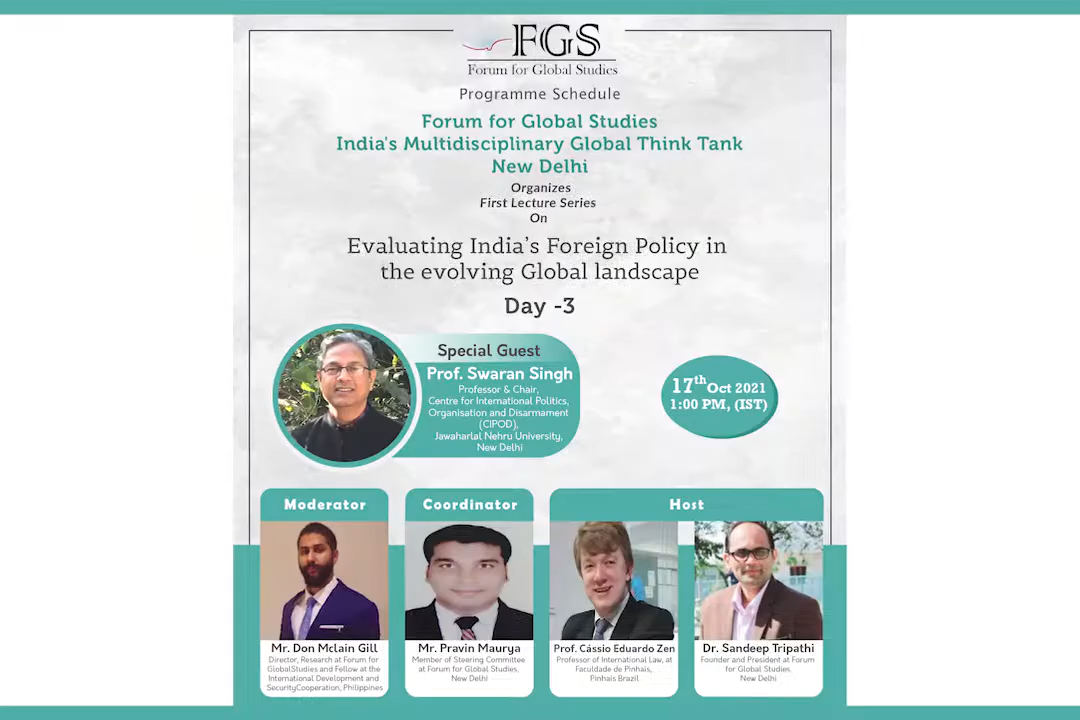 FGS
Forum for Global Studies
Programme Schedule
Forum for Global Studies
India's Multidisciplinary Global Think Tank
New Delhi
Organizes
First Lecture Series
On
Evaluating India's Foreign Policy in
the evolving Global landscape
Day -3
Special Guest
Prof. Swaran Singh
Professor & Chair,
Centre for International Politics,
Organisation and Disarmament
(CIPOD),
Jawaharlal Nehru University,
New Delhi
17th Oct 2021
1:00 PM, (IST)
Moderator
Mr. Don Mclain Gill
Director, Research at Forum for
GlobalStudies and Fellow at the
International Development and
SecurityCooperation, Philippines
Coordinator
Mr. Pravin Maurya
Member of Steering Committee
at Forum for Global Studies,
New Delhi
Host
Prof. Cássio Eduardo Zen
Professor of International Law, at
Faculdade de Pinhais,
Pinhais Brazil
Dr. Sandeep Tripathi
Founder and President at Forum
for Global Studies,
New Delhi